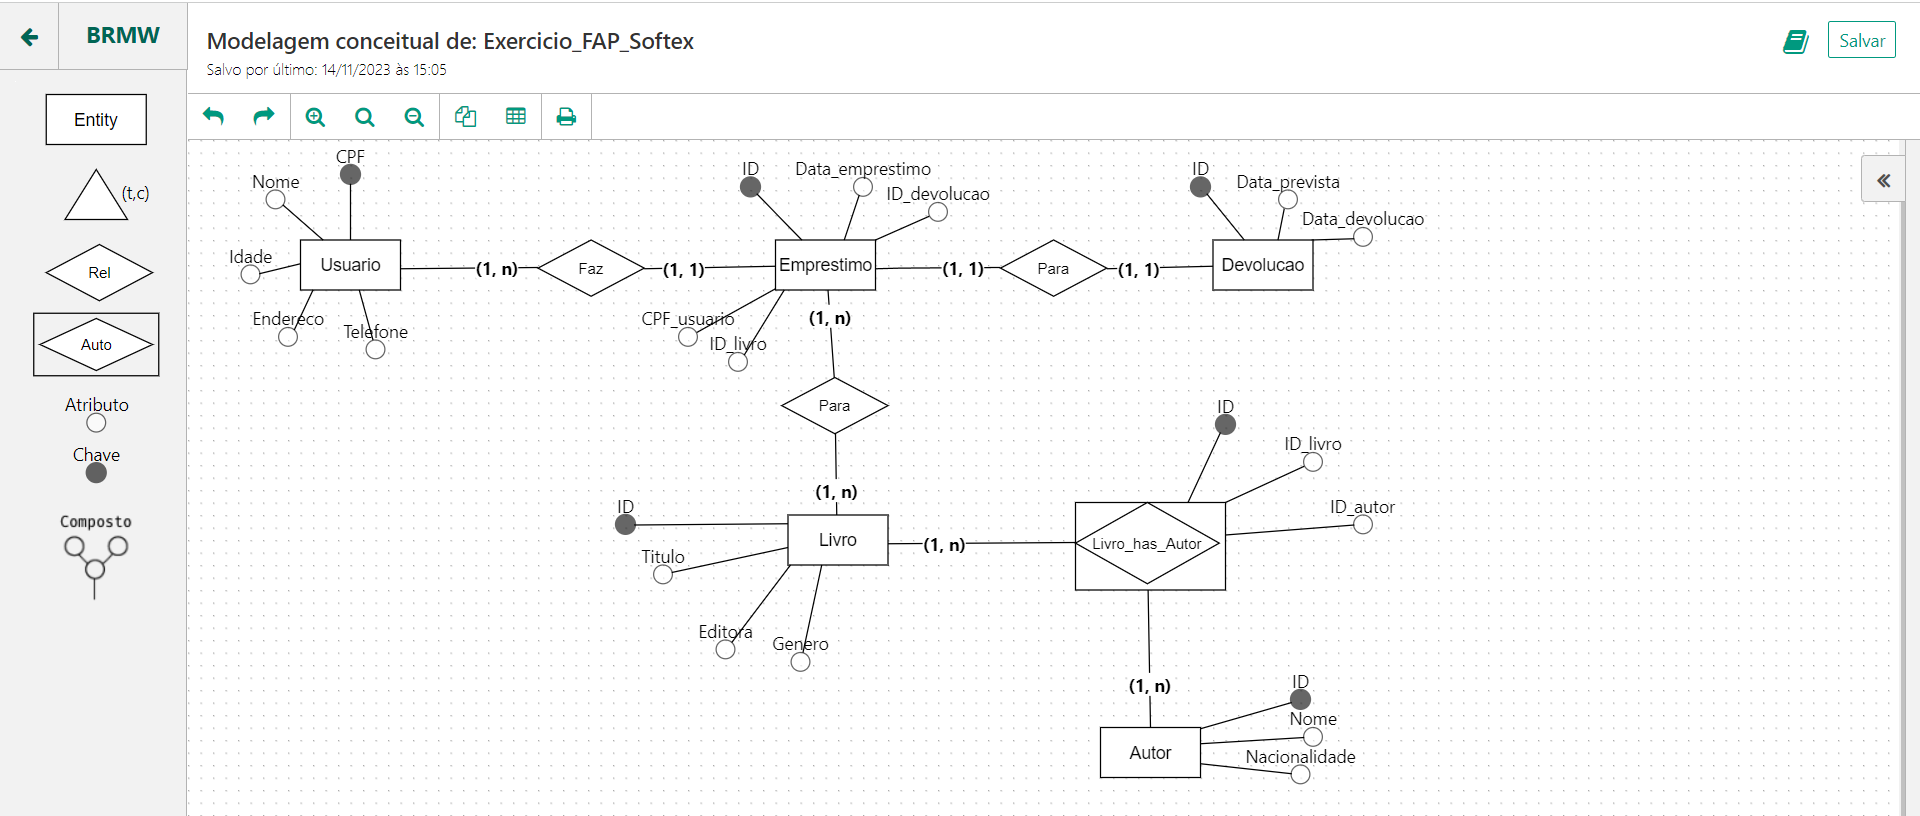 BRMW
Modelagem conceitual de: Exercicio_FAP_Softex
Salvo por último: 14/11/2023 às 15:05
Salvar
Entity
(t,c)
Rel
Auto
Atributo
Chave
Composto
CPF
Nome
Idade
Usuario
Endereco
Telefone
(1, n)
Faz
(1, 1)
ID
Data_emprestimo
ID_devolucao
Emprestimo
CPF_usuario
ID_livro
(1, 1)
Para
(1, 1)
ID
Data_prevista
Data_devolucao
Devolucao
(1, n)
Para
(1, n)
ID
Titulo
Livro
Editora
Genero
(1, n)
ID
ID_livro
ID_autor
Livro_has_Autor
(1, n)
ID
Nome
Autor
Nacionalidade